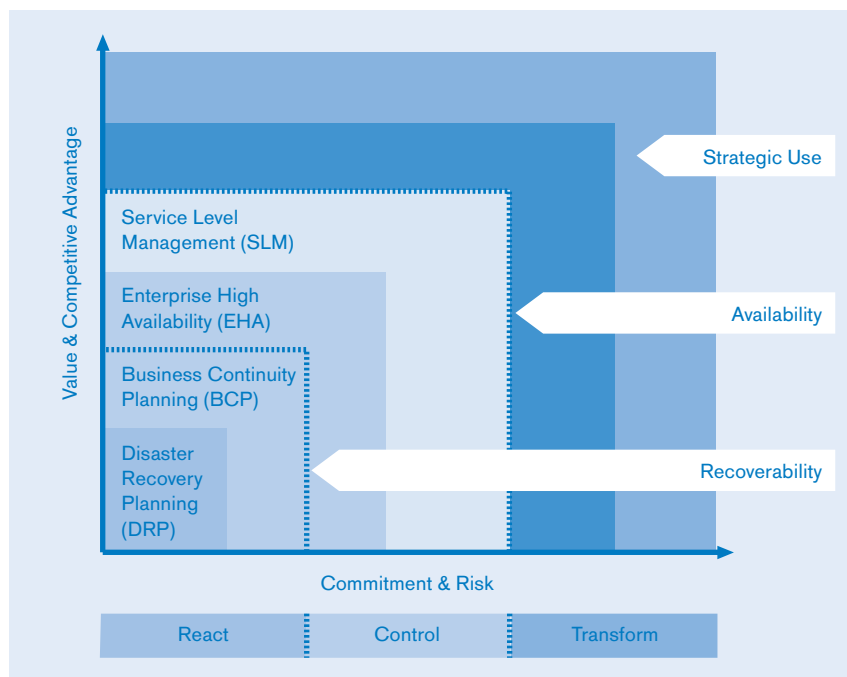 Value & Competitive Advantage
Strategic Use
Service Level
Management (SLM)
Enterprise High
Availability (EHA)
Availability
Business Continuity
Planning (BCP)
Disaster
Recovery
Planning
(DRP)
Recoverability
Commitment & Risk
React
Control
Transform